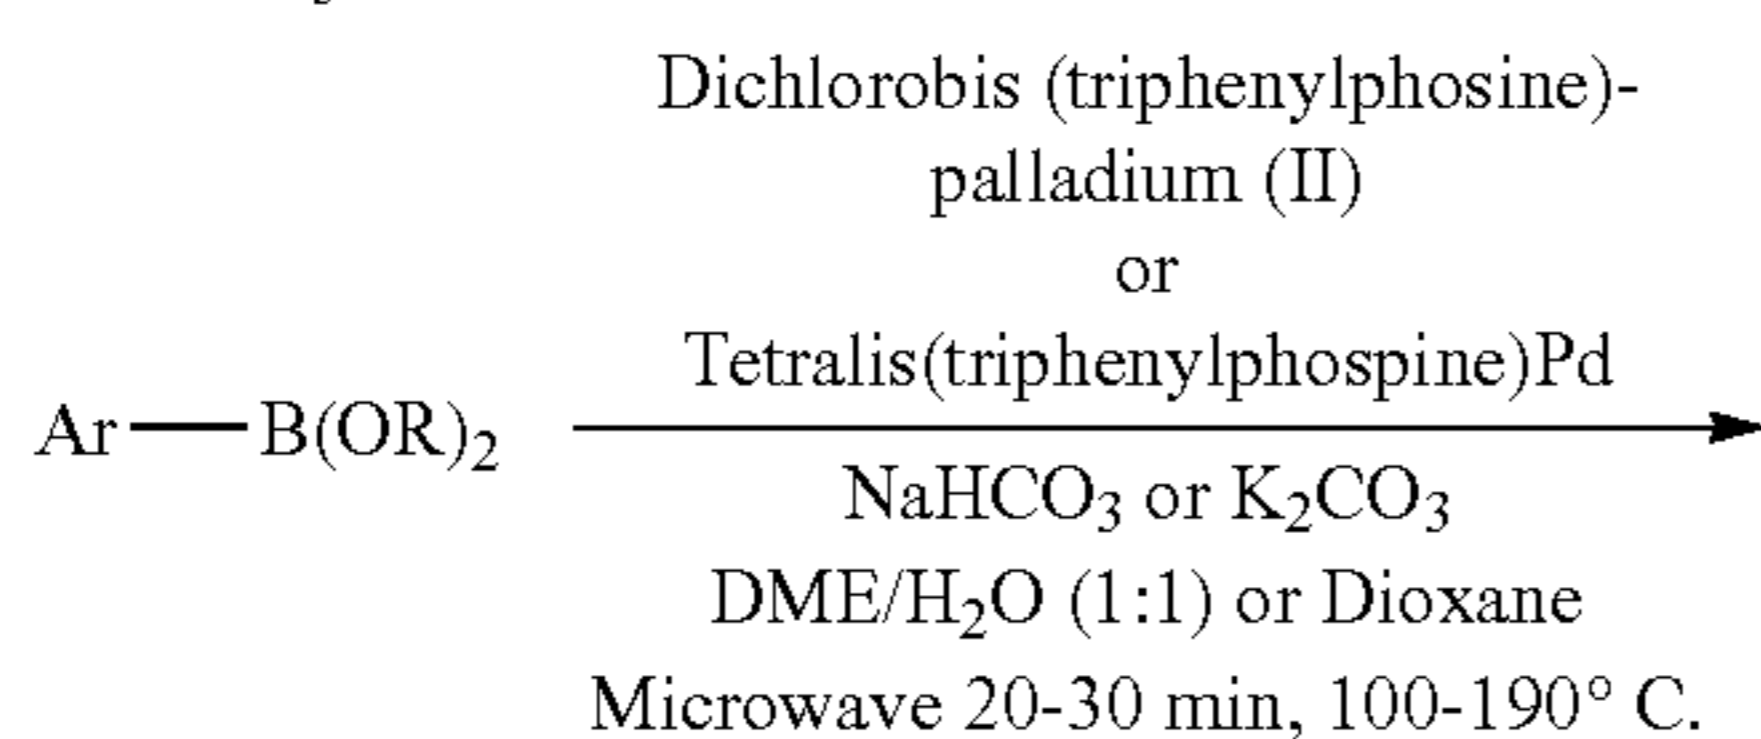 Dichlorobis (triphenylphosine)-
palladium (II)
or
Tetralis(triphenylphospine)Pd
Ar—B(OR)₂
NaHCO₃ or K₂CO₃
DME/H₂O (1:1) or Dioxane
Microwave 20-30 min, 100-190° C.